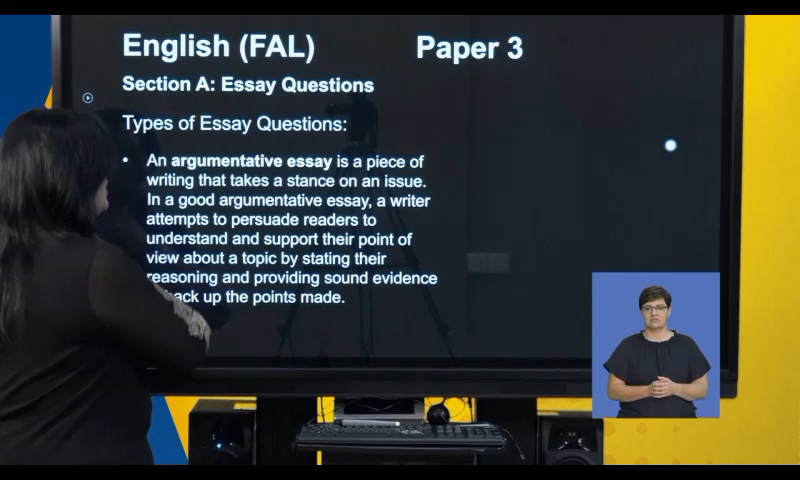 English (FAL) Paper 3
Section A: Essay Questions
Types of Essay Questions:
• An argumentative essay is a piece of
writing that takes a stance on an issue.
In a good argumentative essay, a writer
attempts to persuade readers to
understand and support their point of
view about a topic by stating their
reasoning and providing sound evidence
up the points made.